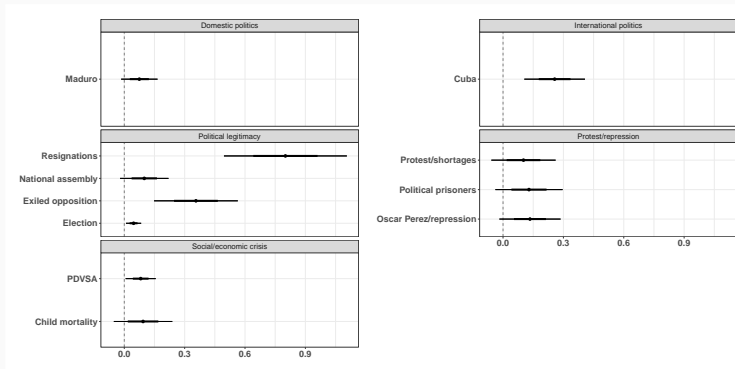 Domestic politics
Maduro
Political legitimacy
Resignations
National assembly
Exiled opposition
Election
Social/economic crisis
PDVSA
Child mortality
0.0 0.3 0.6 0.9
International politics
Cuba
Protest/repression
Protest/shortages
Political prisoners
Oscar Perez/repression
0.0 0.3 0.6 0.9